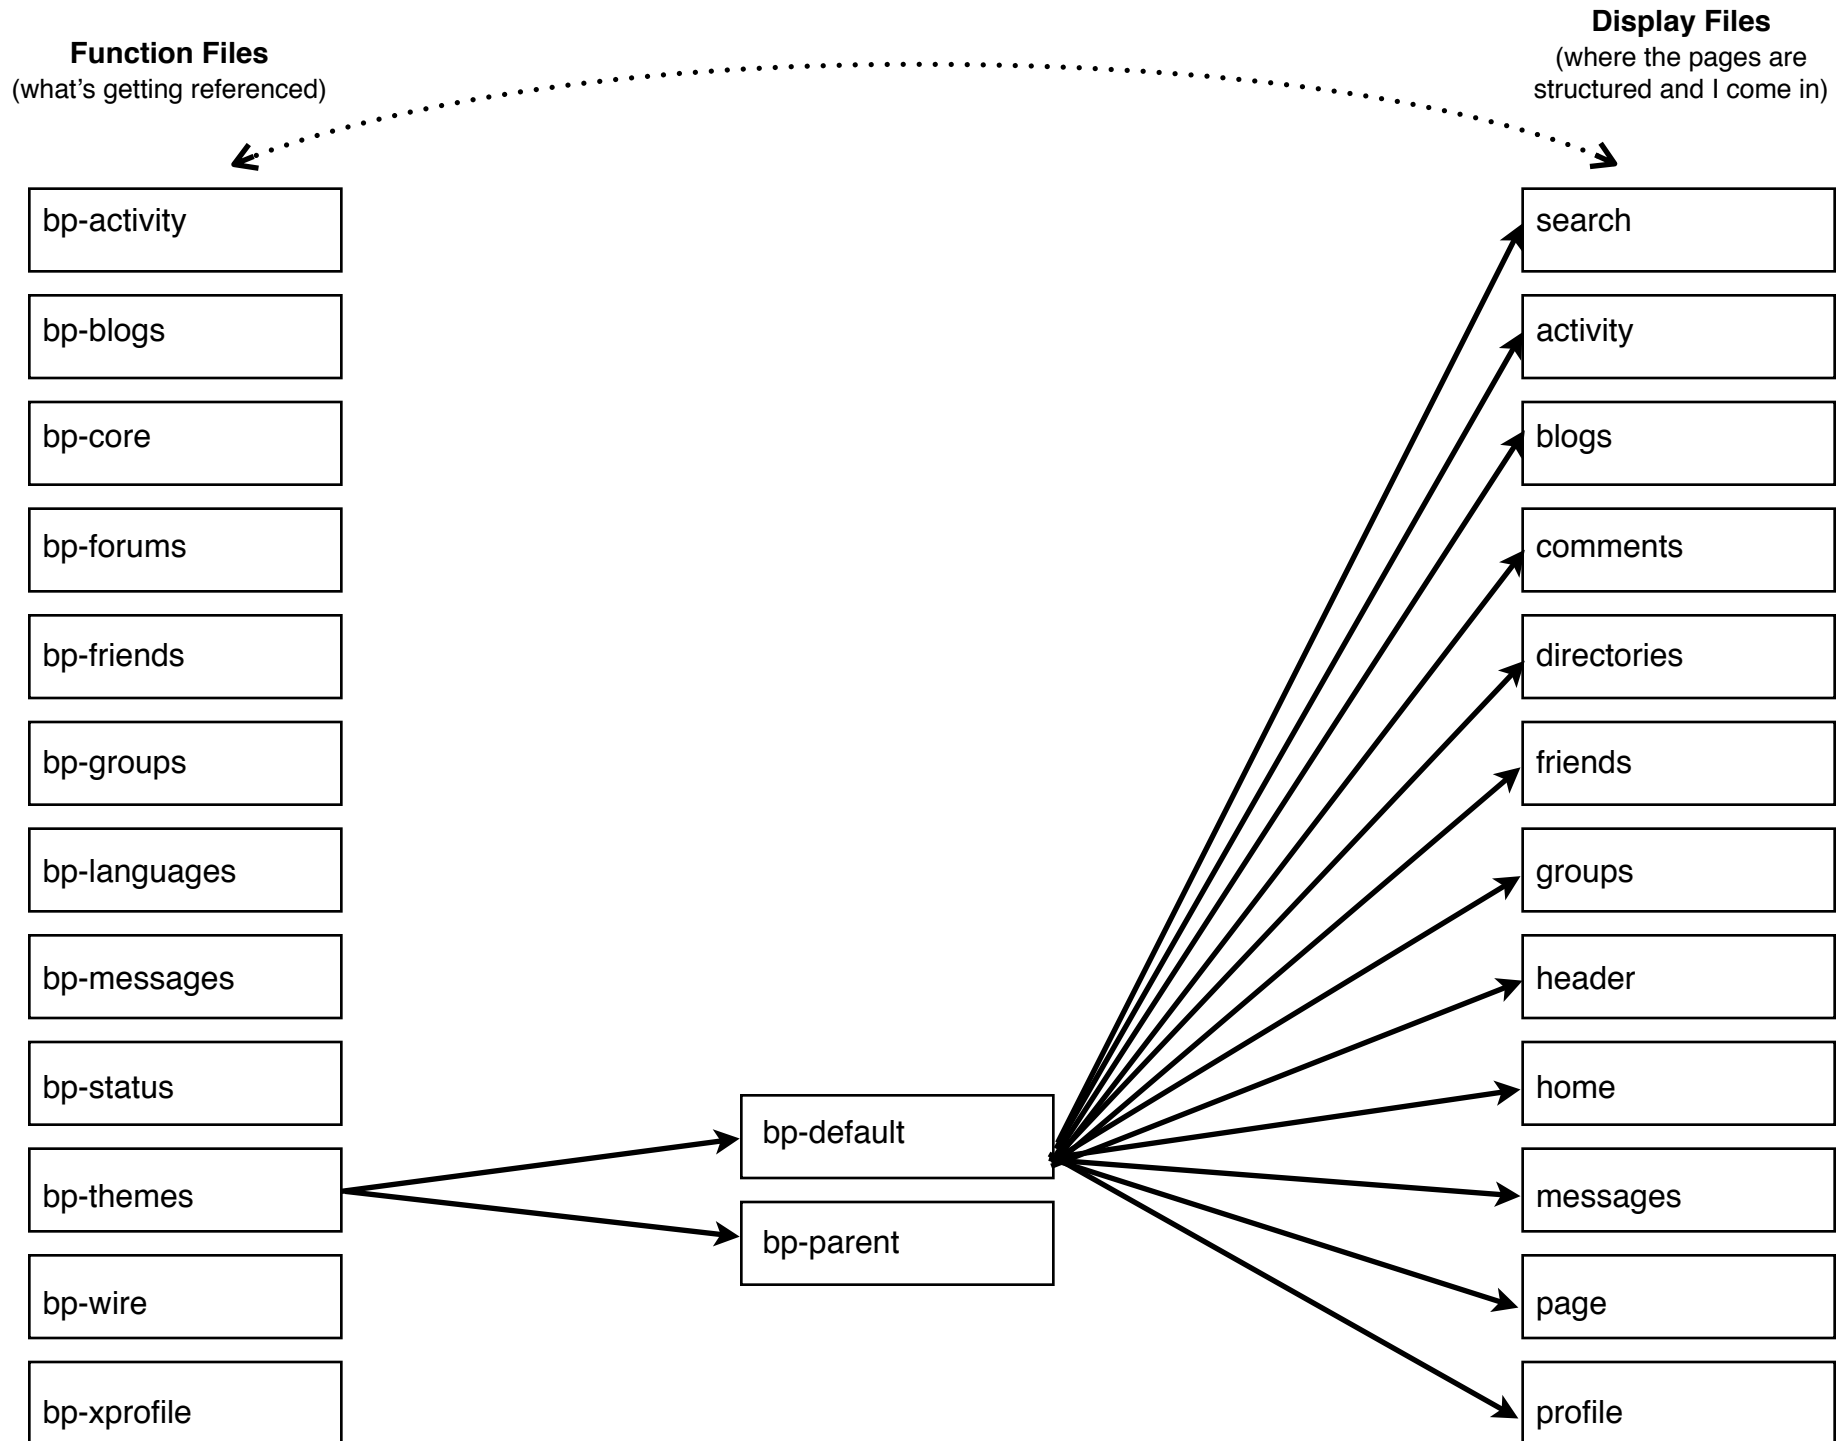 Function Files
(what's getting referenced)
Display Files
(where the pages are
structured and I come in)
bp-activity
bp-blogs
bp-core
bp-forums
bp-friends
bp-groups
bp-languages
bp-messages
bp-status
bp-themes
bp-wire
bp-xprofile
bp-default
bp-parent
search
activity
blogs
comments
directories
friends
groups
header
home
messages
page
profile